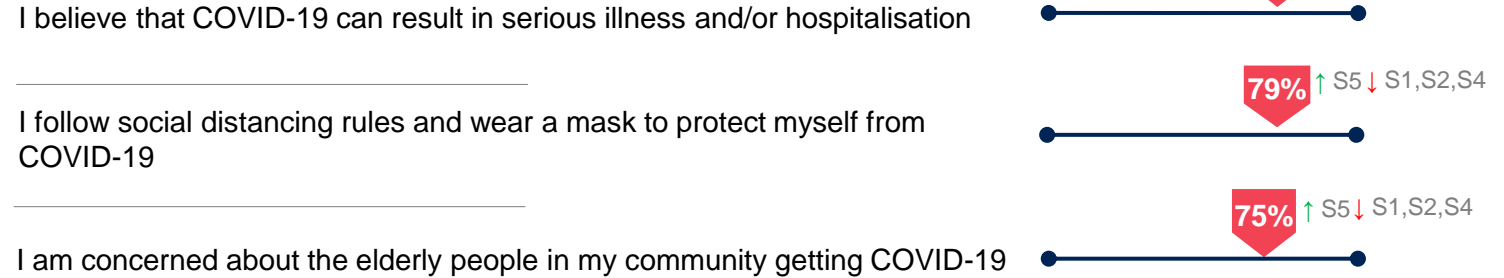 I believe that COVID-19 can result in serious illness and/or hospitalisation
79% ↑ S5 ↓ S1,S2,S4
I follow social distancing rules and wear a mask to protect myself from
COVID-19
75% ↑ S5 ↓ S1,S2,S4
I am concerned about the elderly people in my community getting COVID-19